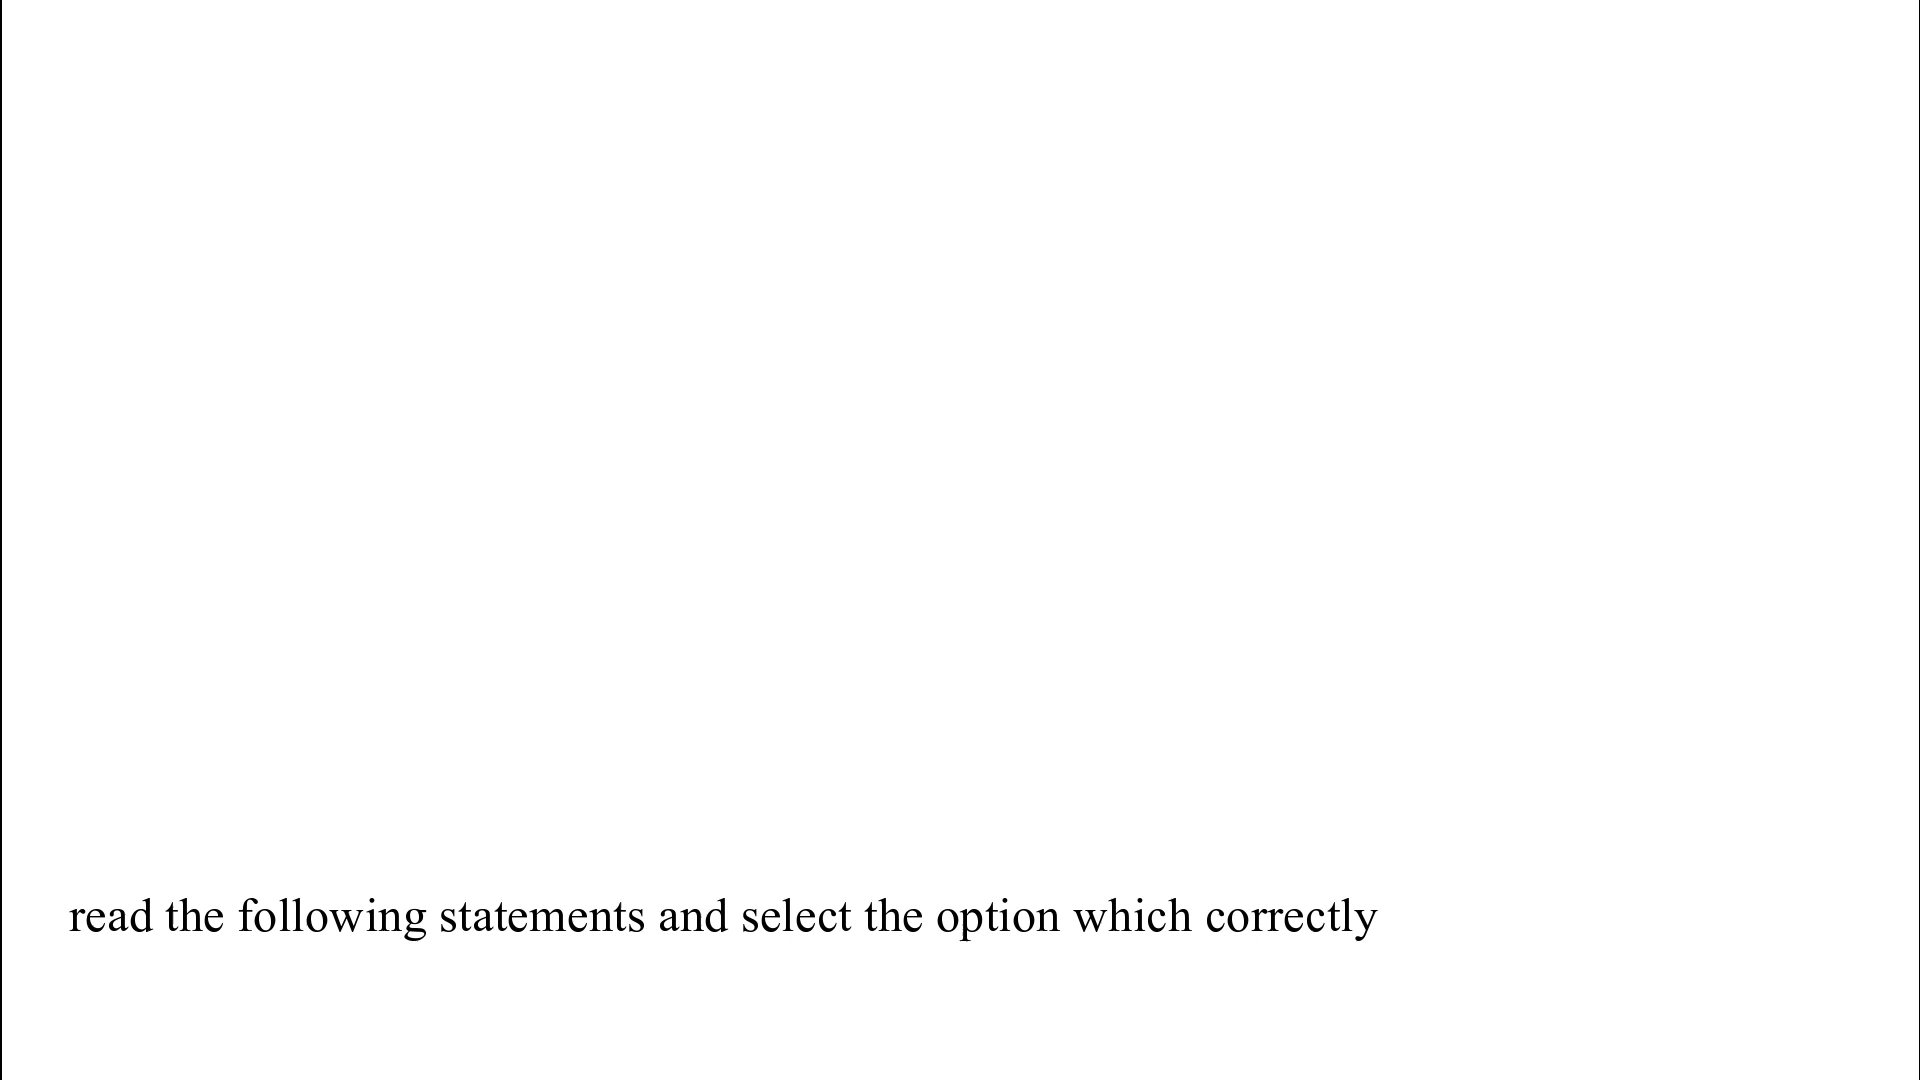 read the following statements and select the option which correctly